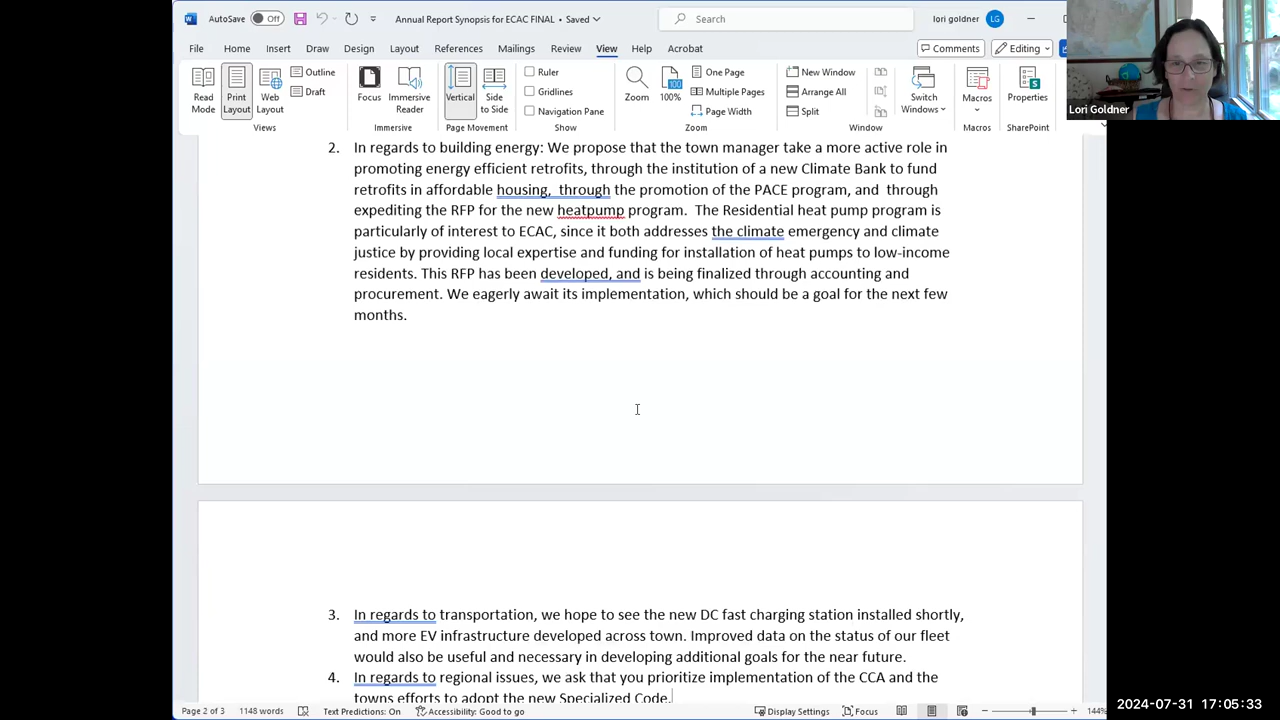 AutoSave Off Annual Report Synopsis for ECAC FINAL • Saved Search lori goldner LG
File Home Insert Draw Design Layout References Mailings Review View Help Acrobat Comments Editing
Read Mode
Print Layout
Web Layout
Outline
Draft
Views
Focus
Immersive Reader
Immersive
Vertical
Side to Side
Page Movement
Ruler
Gridlines
Navigation Pane
Show
Zoom
100%
One Page
Multiple Pages
Page Width
Zoom
New Window
Arrange All
Split
Switch Windows
Window
Macros
Macros
Properties
SharePoint
Lori Goldner
2. In regards to building energy: We propose that the town manager take a more active role in
promoting energy efficient retrofits, through the institution of a new Climate Bank to fund
retrofits in affordable housing, through the promotion of the PACE program, and through
expediting the RFP for the new heatpump program. The Residential heat pump program is
particularly of interest to ECAC, since it both addresses the climate emergency and climate
justice by providing local expertise and funding for installation of heat pumps to low-income
residents. This RFP has been developed, and is being finalized through accounting and
procurement. We eagerly await its implementation, which should be a goal for the next few
months.
3. In regards to transportation, we hope to see the new DC fast charging station installed shortly,
and more EV infrastructure developed across town. Improved data on the status of our fleet
would also be useful and necessary in developing additional goals for the near future.
4. In regards to regional issues, we ask that you prioritize implementation of the CCA and the
towns efforts to adopt the new Specialized Code.
Page 2 of 3 1148 words Text Predictions: On Accessibility: Good to go Display Settings Focus 144%
2024-07-31 17:05:33